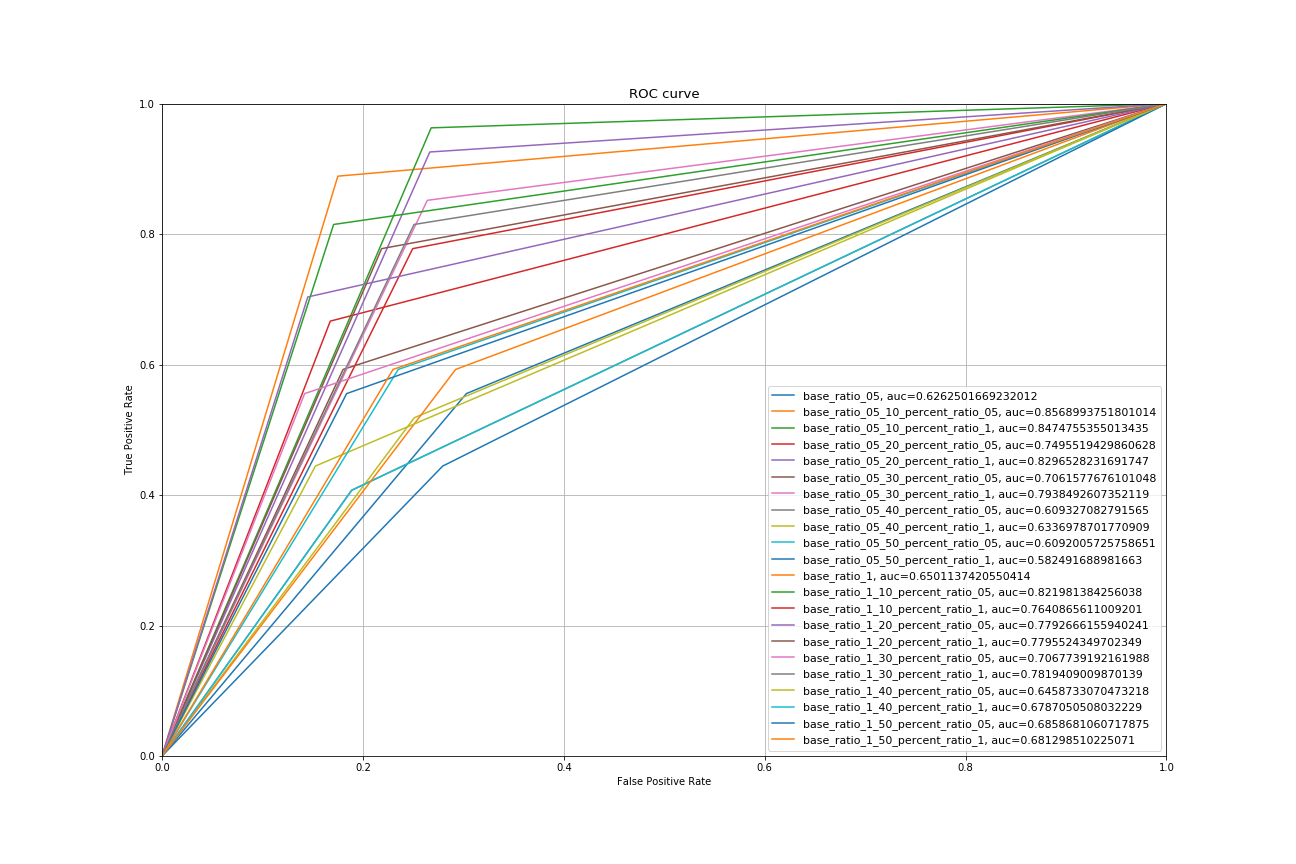 ROC curve
1.0
0.8
0.6
0.4
0.2
0.0
True Positive Rate
base_ratio_05, auc=0.6262501669232012
base_ratio_05_10_percent_ratio_05, auc=0.8568993751801014
base_ratio_05_10_percent_ratio_1, auc=0.8474755355013435
base_ratio_05_20_percent_ratio_05, auc=0.7495519429860628
base_ratio_05_20_percent_ratio_1, auc=0.8296528231691747
base_ratio_05_30_percent_ratio_05, auc=0.7061577676101048
base_ratio_05_30_percent_ratio_1, auc=0.7938492607352119
base_ratio_05_40_percent_ratio_05, auc=0.609327082791565
base_ratio_05_40_percent_ratio_1, auc=0.6336978701770909
base_ratio_05_50_percent_ratio_05, auc=0.6092005725758651
base_ratio_05_50_percent_ratio_1, auc=0.582491688981663
base_ratio_1, auc=0.6501137420550414
base_ratio_1_10_percent_ratio_05, auc=0.821981384256038
base_ratio_1_10_percent_ratio_1, auc=0.7640865611009201
base_ratio_1_20_percent_ratio_05, auc=0.7792666155940241
base_ratio_1_20_percent_ratio_1, auc=0.7795524349702349
base_ratio_1_30_percent_ratio_05, auc=0.7067739192161988
base_ratio_1_30_percent_ratio_1, auc=0.7819409009870139
base_ratio_1_40_percent_ratio_05, auc=0.6458733070473218
base_ratio_1_40_percent_ratio_1, auc=0.6787050508032229
base_ratio_1_50_percent_ratio_05, auc=0.6858681060717875
base_ratio_1_50_percent_ratio_1, auc=0.681298510225071
0.0 0.2 0.4 0.6 0.8 1.0
False Positive Rate